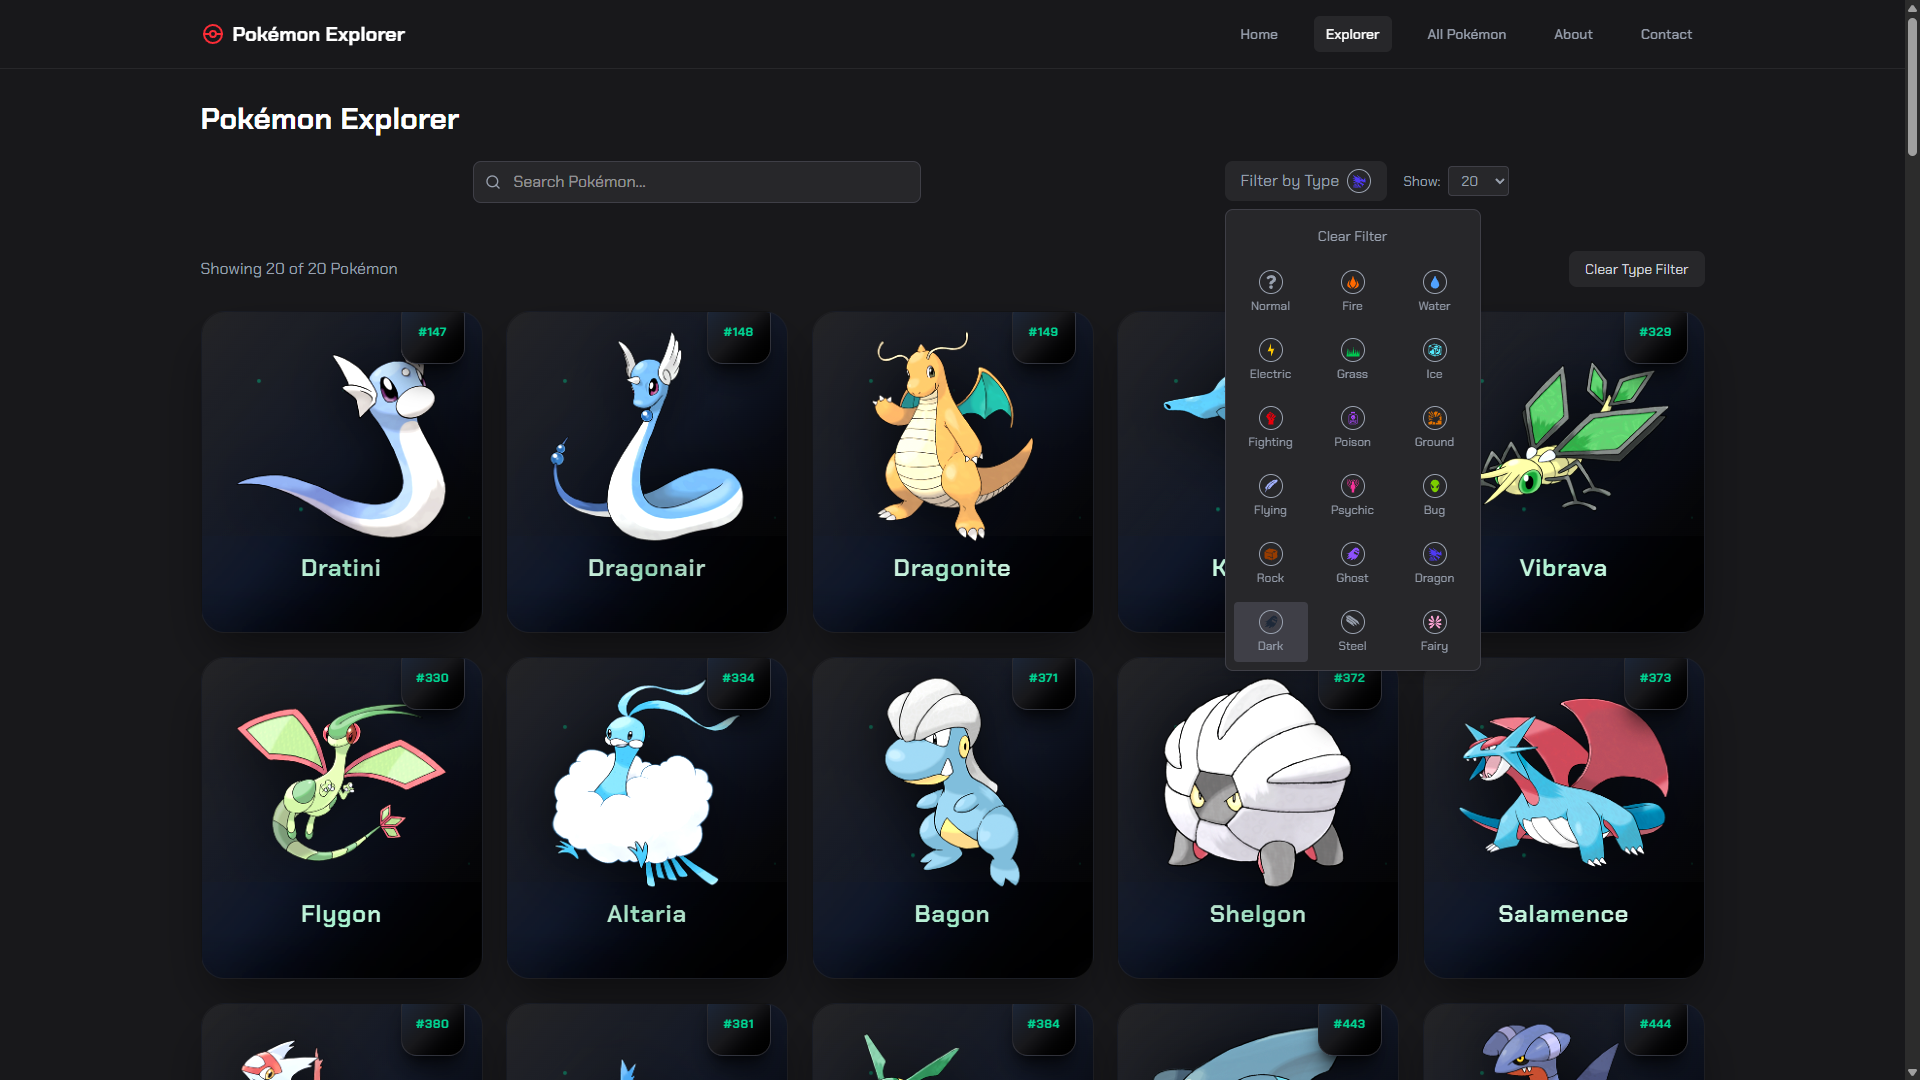 Pokémon Explorer
Home
Explorer
All Pokémon
About
Contact
Pokémon Explorer
Search Pokémon...
Filter by Type
Show:
20
Clear Filter
Normal
Fire
Water
Electric
Grass
Ice
Fighting
Poison
Ground
Flying
Psychic
Bug
Rock
Ghost
Dragon
Dark
Steel
Fairy
Showing 20 of 20 Pokémon
Clear Type Filter
#147
Dratini
#148
Dragonair
#149
Dragonite
K
#329
Vibrava
#330
Flygon
#334
Altaria
#371
Bagon
#372
Shelgon
#373
Salamence
#380
#381
#384
#443
#444